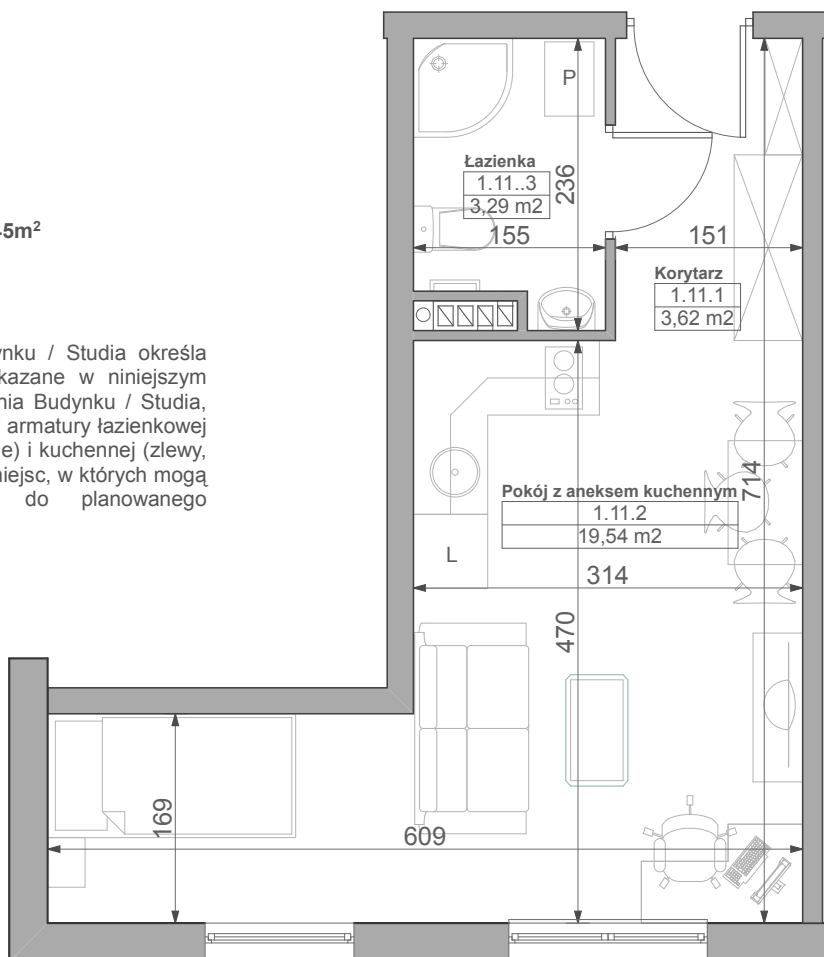 5m²
nku / Studia określa
kazane w niniejszym
nia Budynku / Studia,
armatury łazienkowej
e) i kuchennej (zlewy,
miejsc, w których mogą
do planowanego
P
Łazienka
1.11..3
3,29 m2
236
155
151
Korytarz
1.11.1
3,62 m2
714
Pokój z aneksem kuchennym
1.11.2
19,54 m2
L
314
470
169
609